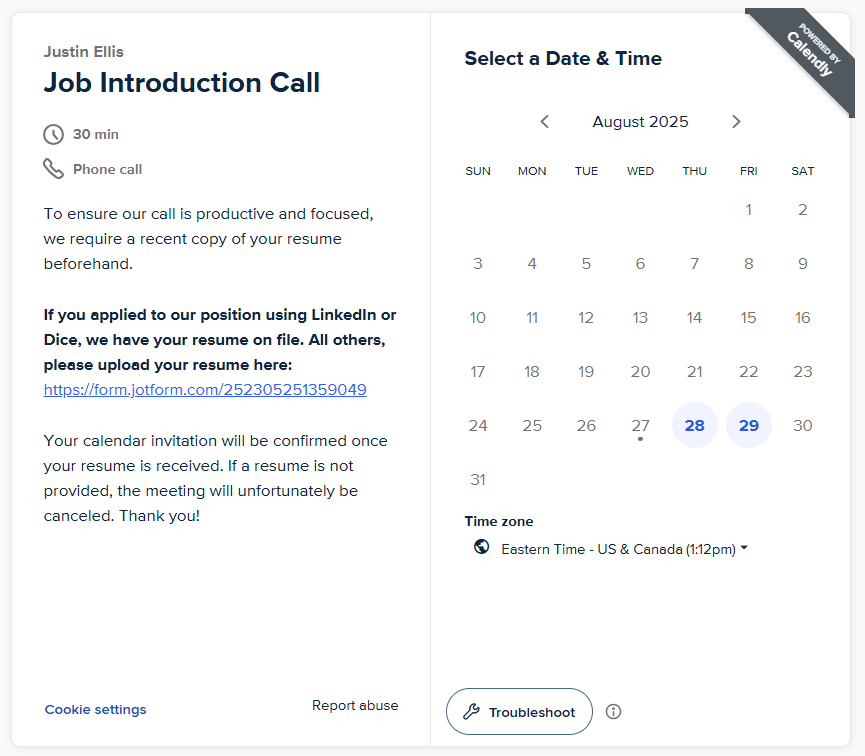 Justin Ellis
Job Introduction Call
30 min
Phone call
To ensure our call is productive and focused,
we require a recent copy of your resume
beforehand.
If you applied to our position using LinkedIn or
Dice, we have your resume on file. All others,
please upload your resume here:
https://form.jotform.com/252305251359049
Your calendar invitation will be confirmed once
your resume is received. If a resume is not
provided, the meeting will unfortunately be
canceled. Thank you!
Cookie settings
Report abuse
Select a Date & Time
POWERED BY
Calendly
August 2025
SUN MON TUE WED THU FRI SAT
1 2
3 4 5 6 7 8 9
10 11 12 13 14 15 16
17 18 19 20 21 22 23
24 25 26 27 28 29 30
31
Time zone
Eastern Time - US & Canada (1:12pm)
Troubleshoot